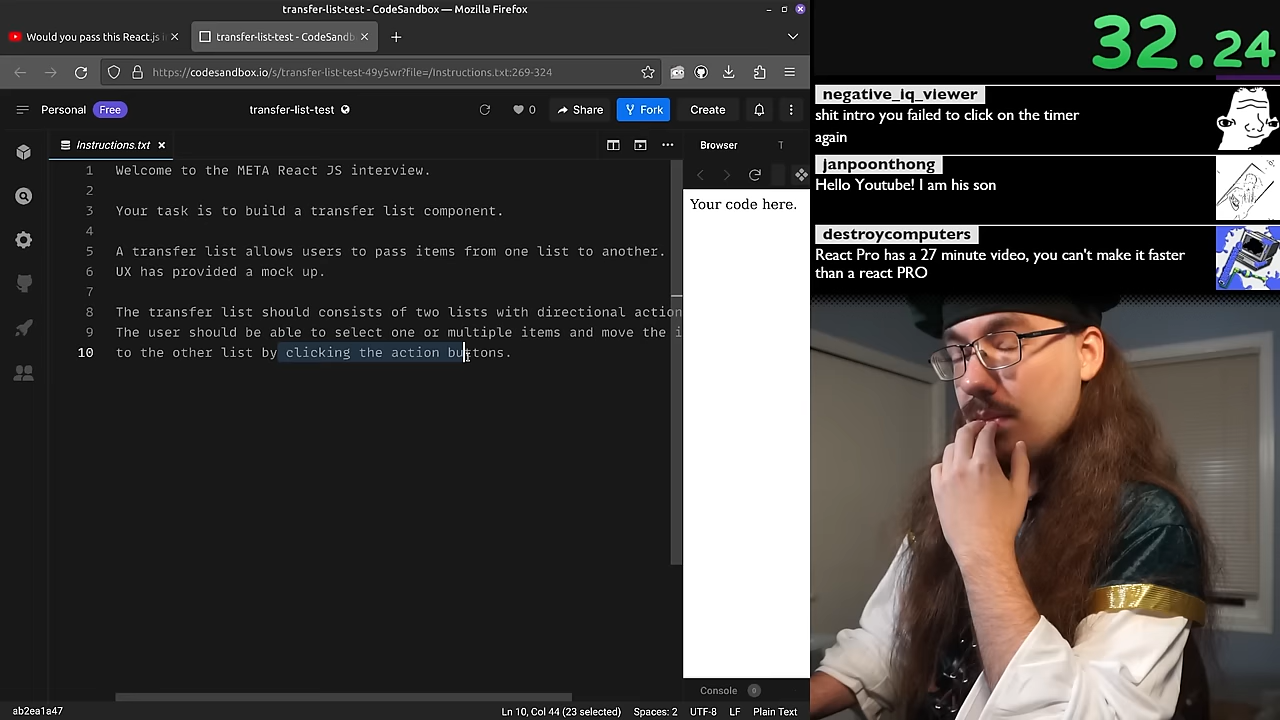 transfer-list-test - CodeSandbox — Mozilla Firefox
Would you pass this React.js
transfer-list-test - CodeSandb
https://codesandbox.io/s/transfer-list-test-49y5wr?file=/Instructions.txt:269-324
Personal Free
transfer-list-test
0
Share
Fork
Create
Instructions.txt
Browser
T
1 Welcome to the META React JS interview.
2
3 Your task is to build a transfer list component.
4
5 A transfer list allows users to pass items from one list to another.
6 UX has provided a mock up.
7
8 The transfer list should consists of two lists with directional action
9 The user should be able to select one or multiple items and move the i
10 to the other list by clicking the action buttons.
Your code here.
Console 0
ab2ea1a47
Ln 10, Col 44 (23 selected)
Spaces: 2
UTF-8
LF
Plain Text
32.24
negative_iq_viewer
shit intro you failed to click on the timer
again
janpoonthong
Hello Youtube! I am his son
destroycomputers
React Pro has a 27 minute video, you can't make it faster
than a react PRO